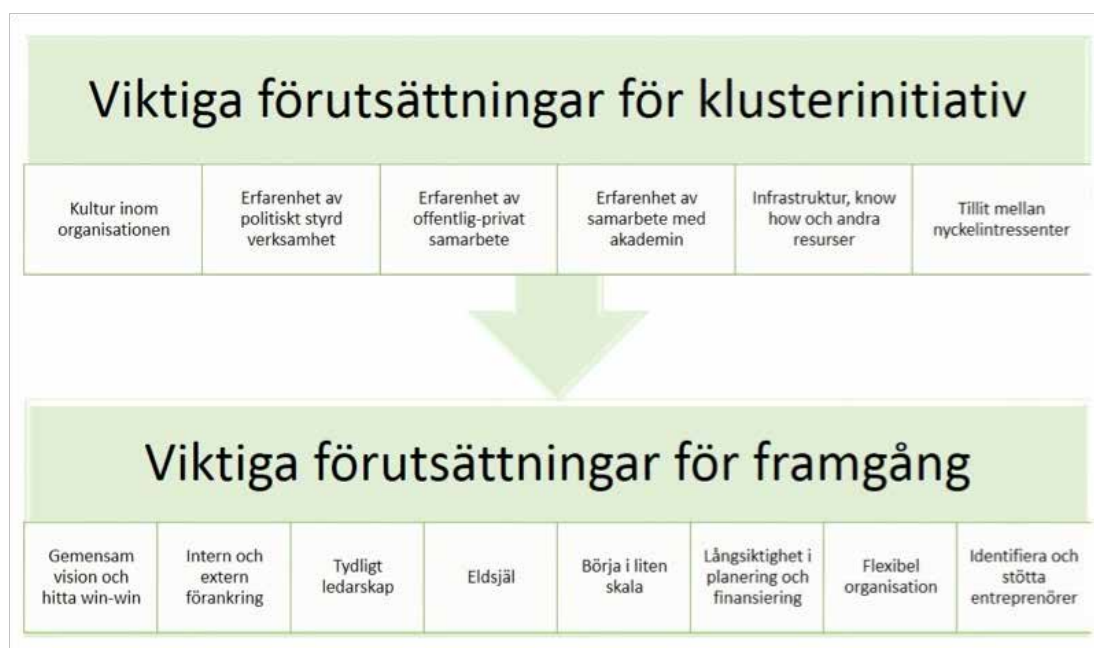 Viktiga förutsättningar för klusterinitiativ
Kultur inom
organisationen
Erfarenhet av
politiskt styrd
verksamhet
Erfarenhet av
offentlig-privat
samarbete
Erfarenhet av
samarbete med
akademin
Infrastruktur, know
how och andra
resurser
Tillit mellan
nyckelintressenter
Viktiga förutsättningar för framgång
Gemensam
vision och
hitta win-win
Intern och
extern
förankring
Tydligt
ledarskap
Eldsjäl
Börja i liten
skala
Långsiktighet i
planering och
finansiering
Flexibel
organisation
Identifiera och
stötta
entreprenörer